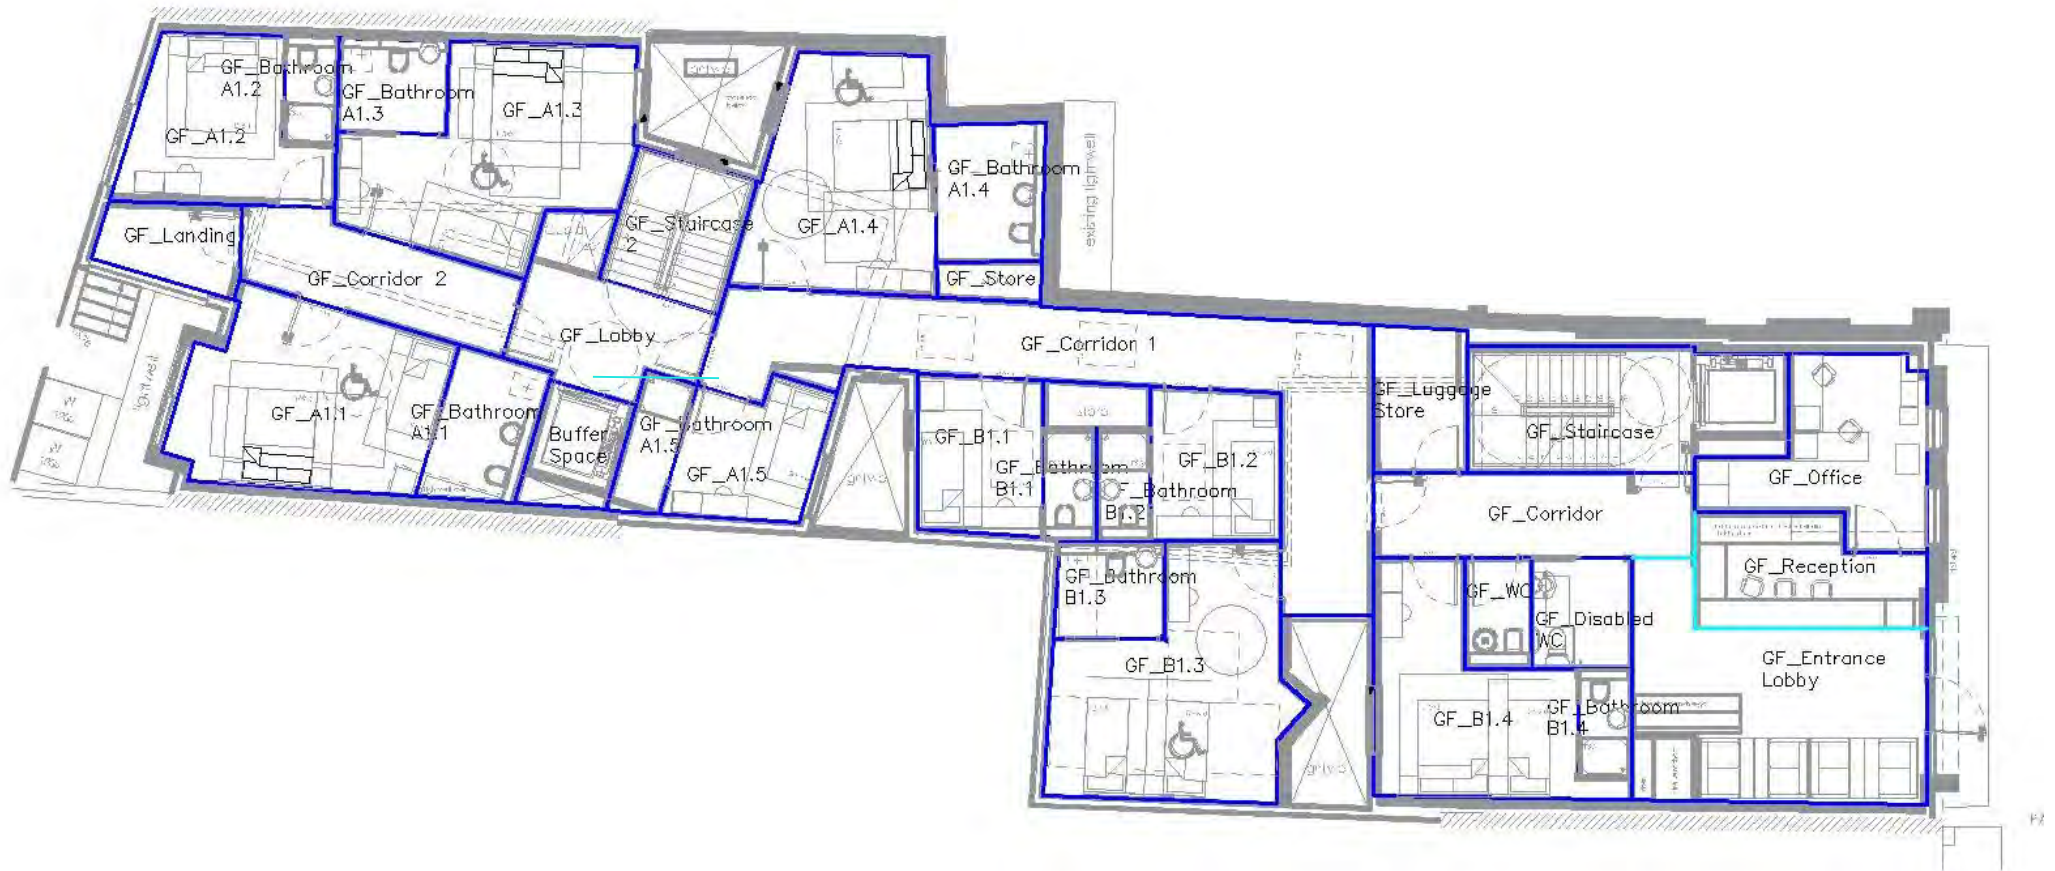 GF_Bathroom
A1.2
GF_A1.2
GF_Bathroom
A1.3
GF_A1.3
GF_Landing
GF_Corridor 2
GF_Staircase
2
GF_A1.4
GF_Bathroom
A1.4
GF_Store
existing lightwell
GF_Lobby
GF_Corridor 1
lightwell
GF_A1.1
GF_Bathroom
A1.1
Buffer
Space
GF_Bathroom
A1.5
GF_A1.5
GF_B1.1
GF_Bathroom
B1.1
GF_B1.2
GF_Bathroom
B1.2
GF_Luggage
Store
GF_Staircase
GF_Office
GF_Corridor
GF_Reception
GF_Bathroom
B1.3
GF_B1.3
GF_WC
GF_Disabled
WC
GF_Entrance
Lobby
GF_B1.4
GF_Bathroom
B1.4